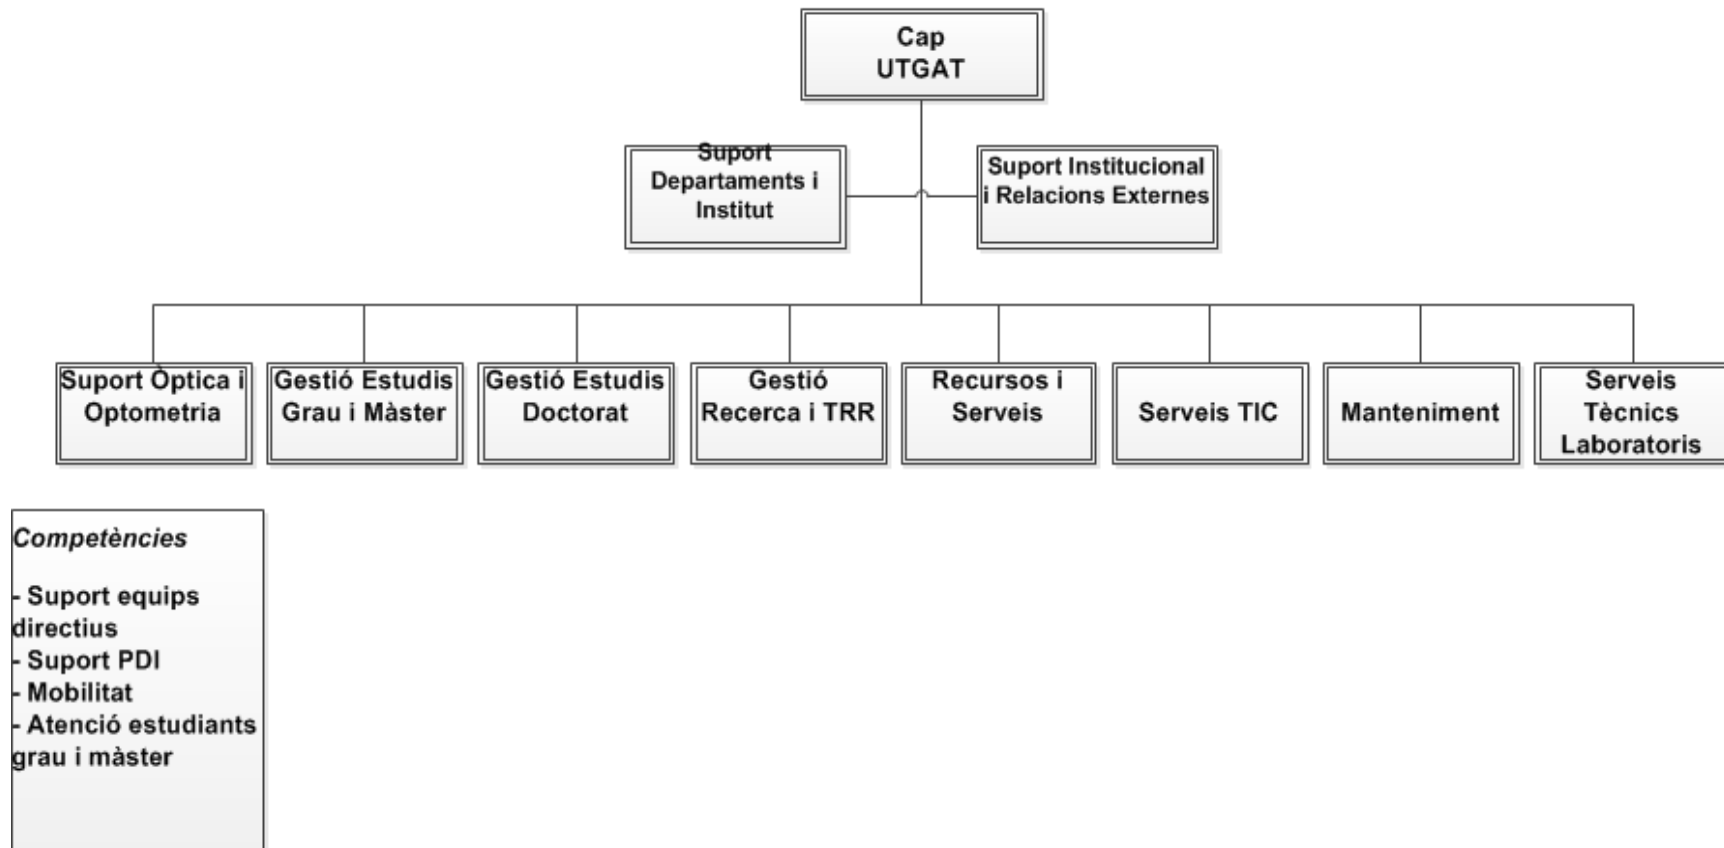 Cap
UTGAT
Suport
Departaments i
Institut
Suport Institucional
i Relacions Externes
Suport Òptica i
Optometria
Gestió Estudis
Grau i Màster
Gestió Estudis
Doctorat
Gestió
Recerca i TRR
Recursos i
Serveis
Serveis TIC
Manteniment
Serveis
Tècnics
Laboratoris
Competències
- Suport equips
directius
- Suport PDI
- Mobilitat
- Atenció estudiants
grau i màster